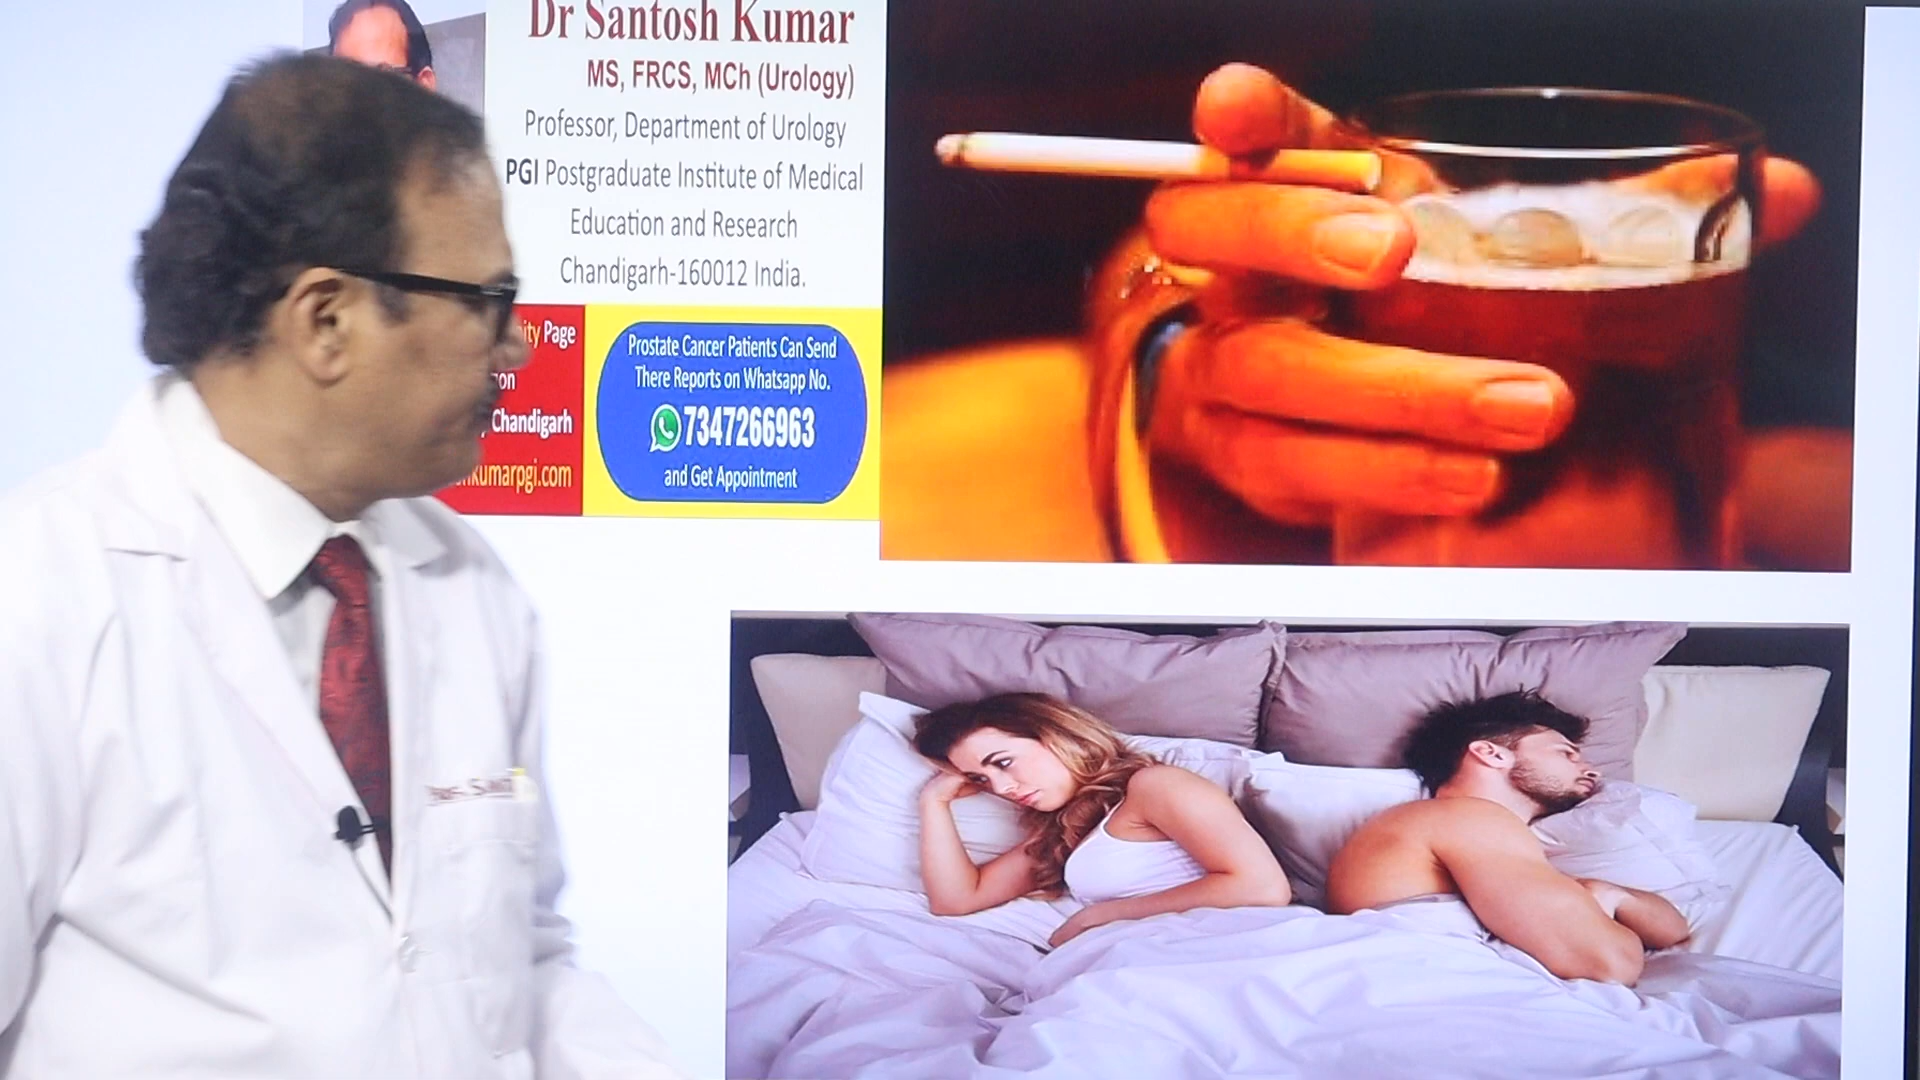 Dr Santosh Kumar
MS, FRCS, MCh (Urology)
Professor, Department of Urology
PGI Postgraduate Institute of Medical
Education and Research
Chandigarh-160012 India.
Page
Chandigarh
kumarpgi.com
Prostate Cancer Patients Can Send
There Reports on Whatsapp No.
7347266963
and Get Appointment